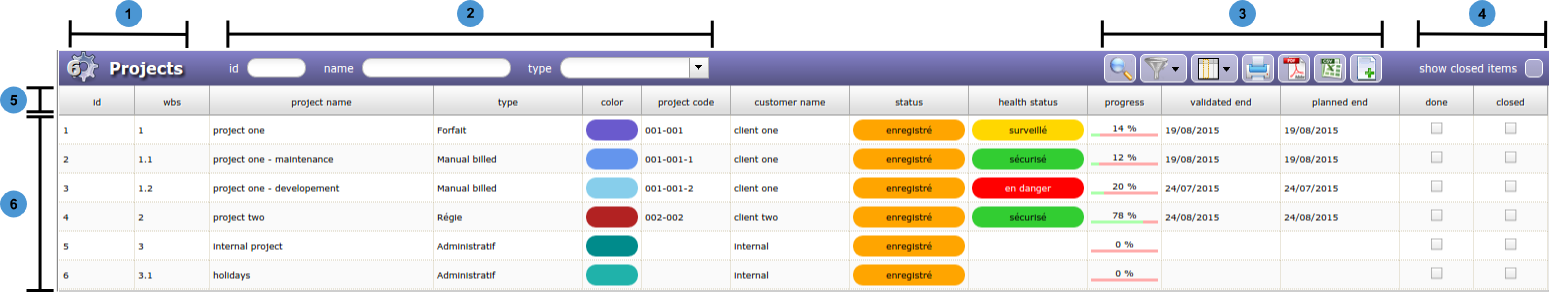 1 2 3 4
6 Projects id name type PDF CSV show closed items
5
Id wbs project name type color project code customer name status health status progress validated end planned end done closed
1 1 project one Forfait 001-001 client one enregistré surveillé 14 % 19/08/2015 19/08/2015
2 1.1 project one - maintenance Manual billed 001-001-1 client one enregistré sécurisé 12 % 19/08/2015 19/08/2015
3 1.2 project one - developement Manual billed 001-001-2 client one enregistré en danger 20 % 24/07/2015 24/07/2015
6
4 2 project two Régie 002-002 client two enregistré sécurisé 78 % 24/08/2015 24/08/2015
5 3 internal project Administratif internal enregistré 0 %
6 3.1 holidays Administratif internal enregistré 0 %